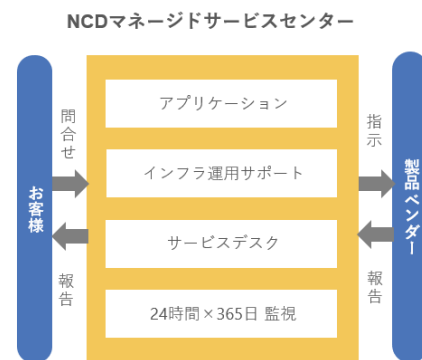 NCDマネージドサービスセンター
お客様
問合せ
報告
アプリケーション
インフラ運用サポート
サービスデスク
24時間×365日 監視
指示
報告
製品ベンダー